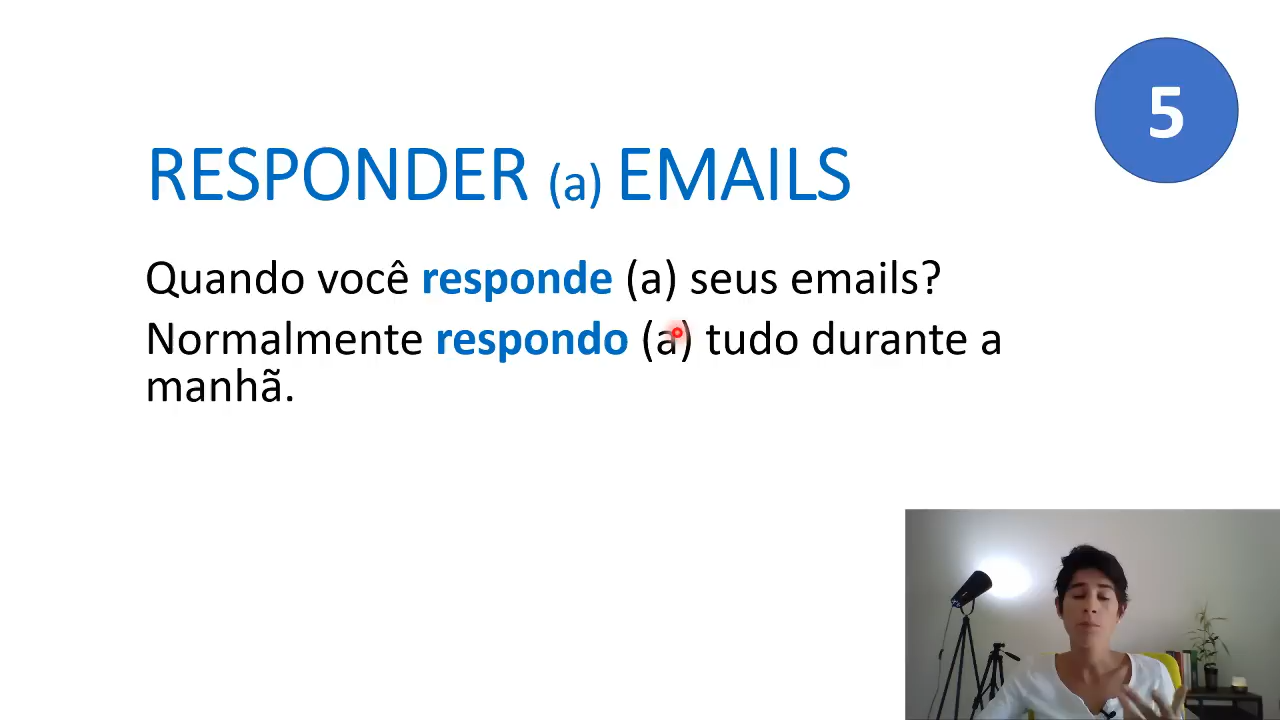 5
RESPONDER (a) EMAILS
Quando você responde (a) seus emails?
Normalmente respondo (a) tudo durante a
manhã.